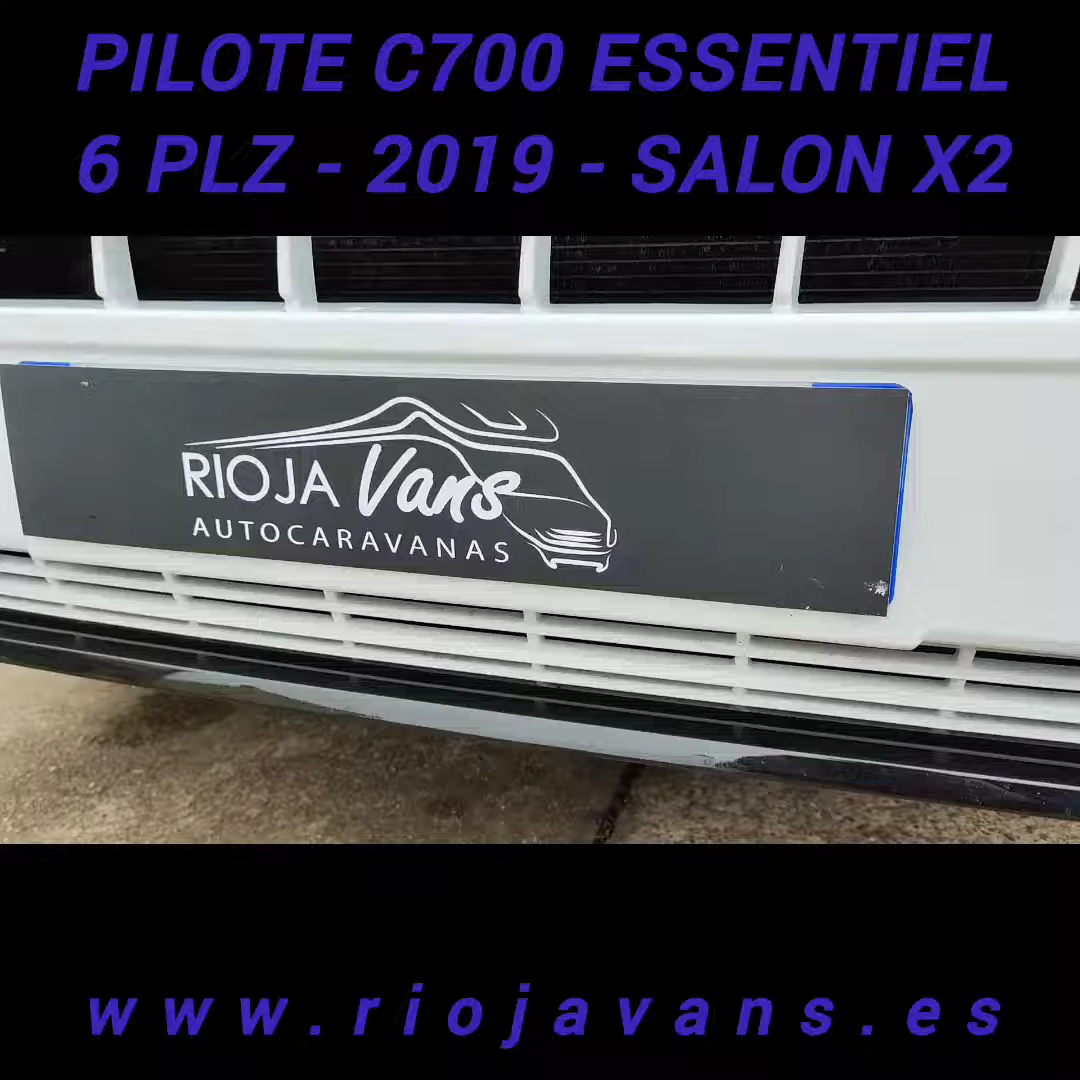 PILOTE C700 ESSENTIEL
6 PLZ - 2019 - SALON X2
RIOJA Vans
AUTOCARAVANAS
www.riojavans.es